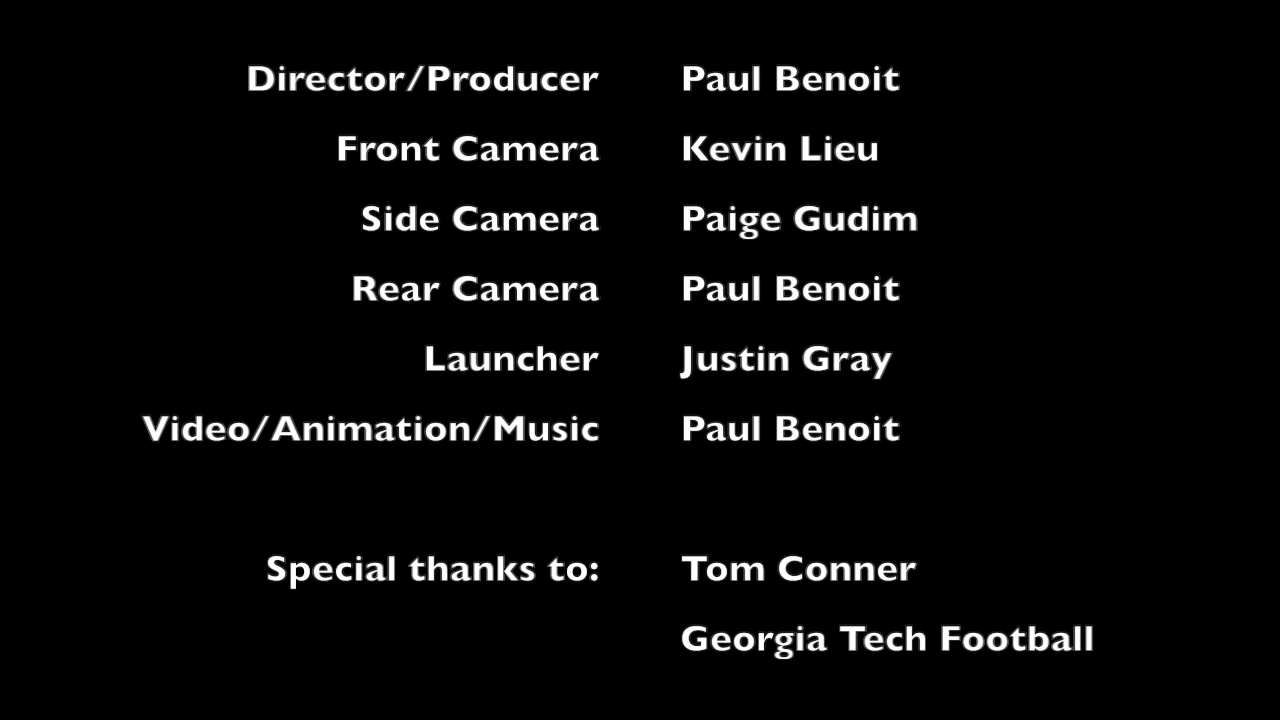 Director/Producer Paul Benoit
Front Camera Kevin Lieu
Side Camera Paige Gudim
Rear Camera Paul Benoit
Launcher Justin Gray
Video/Animation/Music Paul Benoit
Special thanks to: Tom Conner
Georgia Tech Football